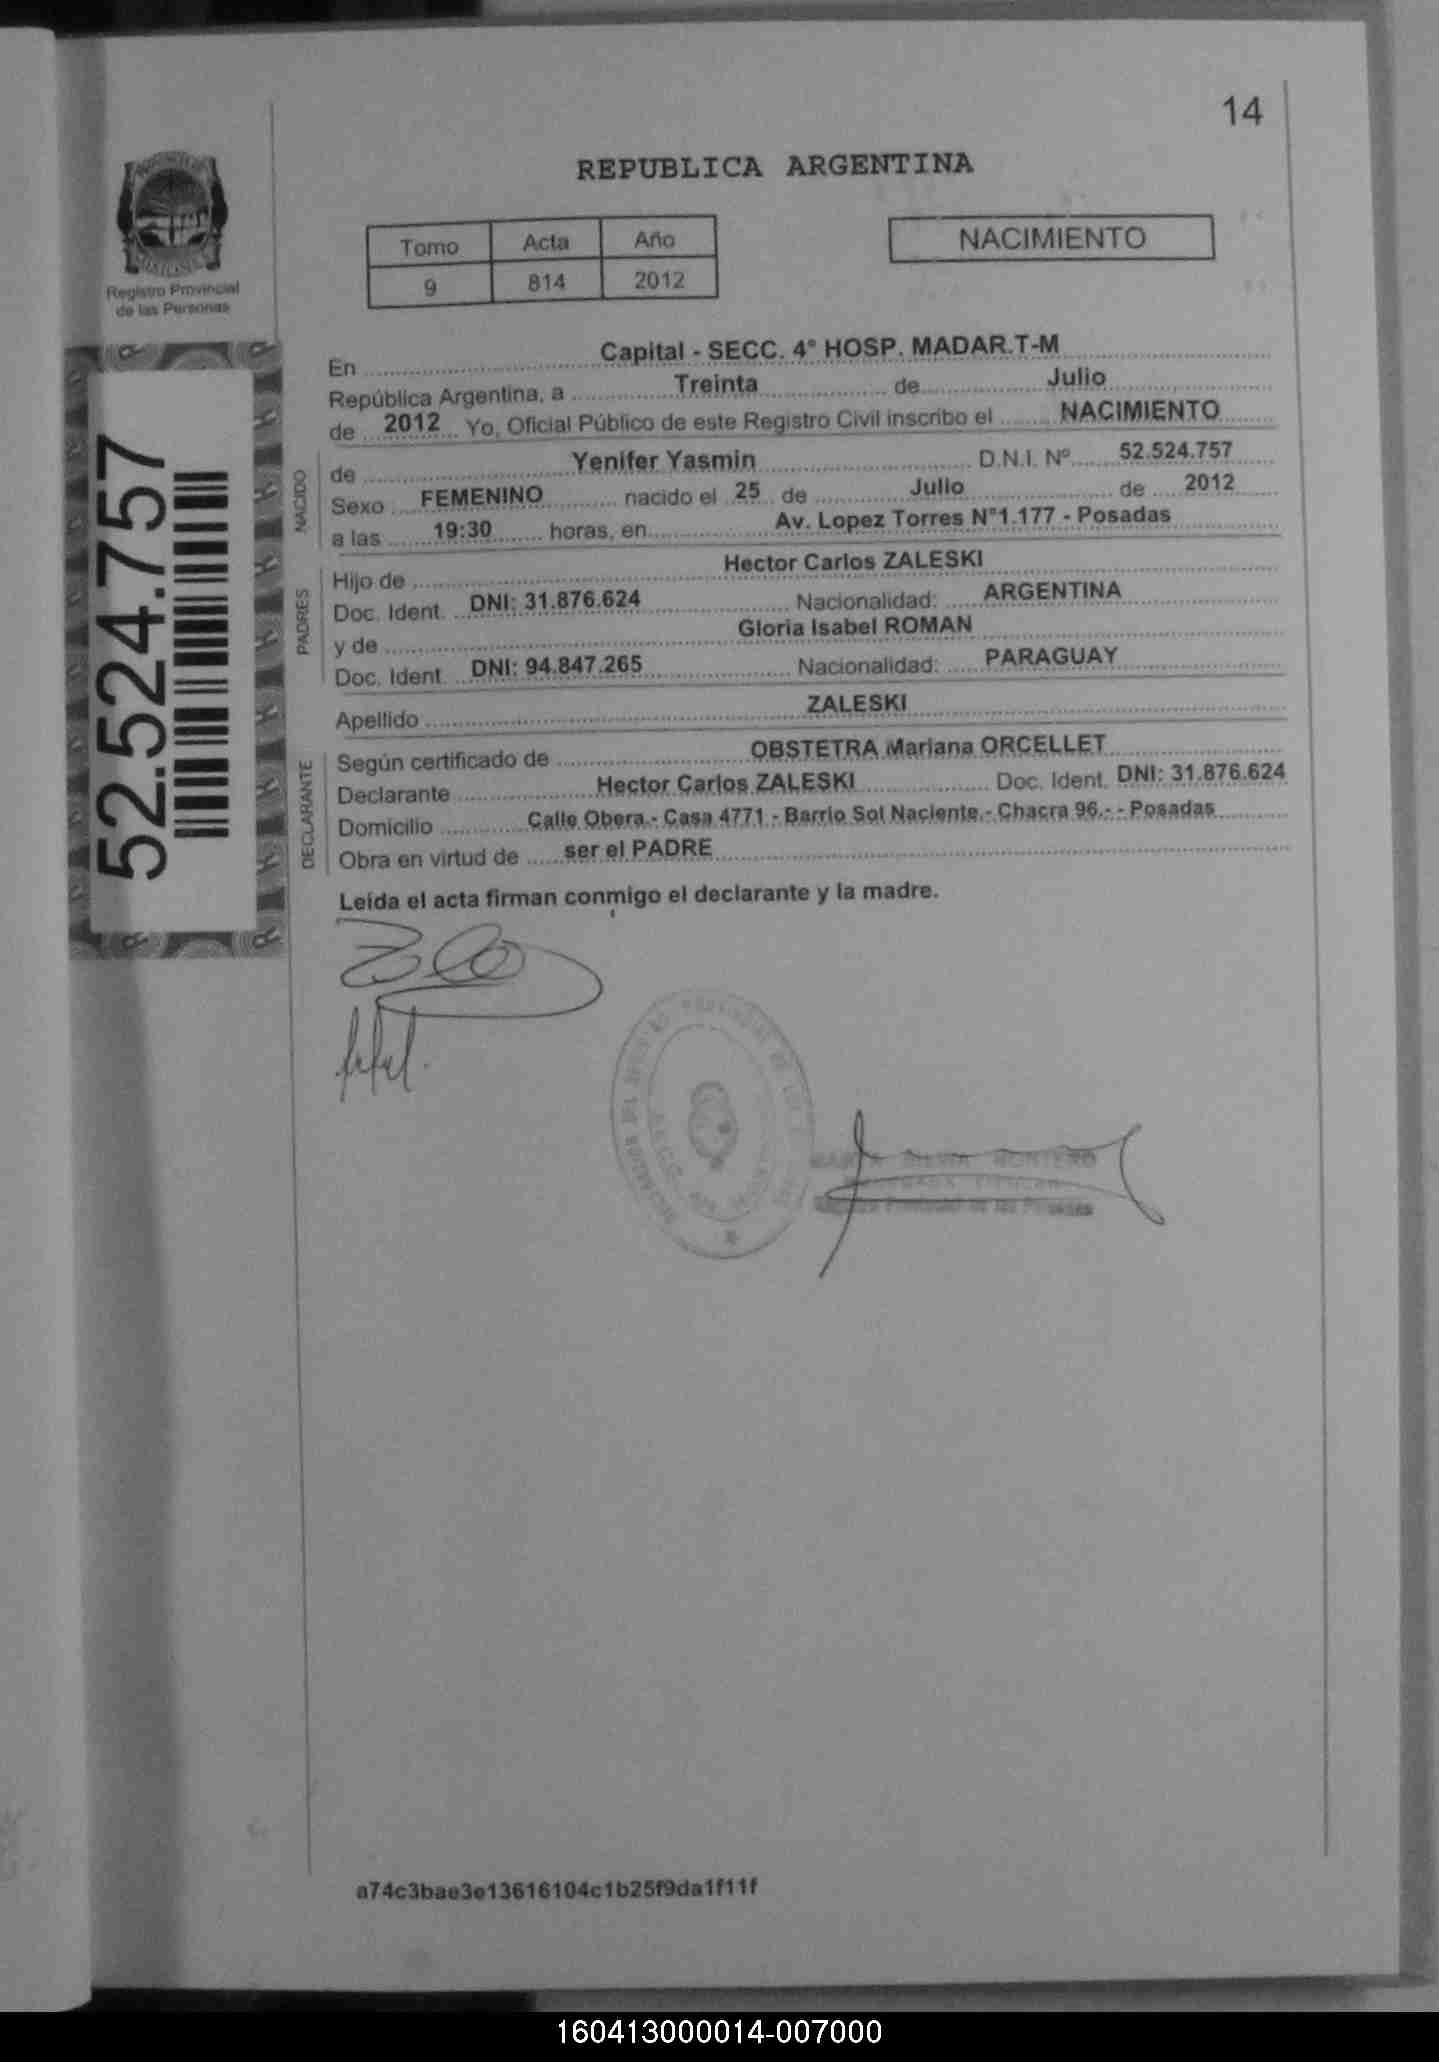 14
REPUBLICA ARGENTINA
Registro Provincial
de las Personas
Tomo Acta Año
9 814 2012
NACIMIENTO
52.524.757
En Capital - SECC. 4° HOSP. MADAR.T-M
República Argentina, a Treinta de Julio
de 2012 Yo, Oficial Público de este Registro Civil inscribo el NACIMIENTO
NACIDO
de Yenifer Yasmin D.N.I. Nº 52.524.757
Sexo FEMENINO nacido el 25 de Julio de 2012
a las 19:30 horas, en Av. Lopez Torres N°1.177 - Posadas
PADRES
Hijo de Hector Carlos ZALESKI
Doc. Ident. DNI: 31.876.624 Nacionalidad: ARGENTINA
y de Gloria Isabel ROMAN
Doc. Ident. DNI: 94.847.265 Nacionalidad: PARAGUAY
Apellido ZALESKI
DECLARANTE
Según certificado de OBSTETRA Mariana ORCELLET
Declarante Hector Carlos ZALESKI Doc. Ident. DNI: 31.876.624
Domicilio Calle Obera.- Casa 4771 - Barrio Sol Naciente.- Chacra 96.- - Posadas
Obra en virtud de ser el PADRE
Leída el acta firman conmigo el declarante y la madre.
SILVIA MONTERO
Provincial de las Personas
a74c3bae3e13616104c1b25f9da1f11f
160413000014-007000